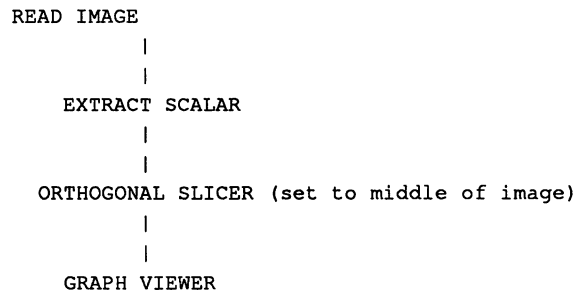 READ IMAGE
|
|
EXTRACT SCALAR
|
|
ORTHOGONAL SLICER (set to middle of image)
|
|
GRAPH VIEWER